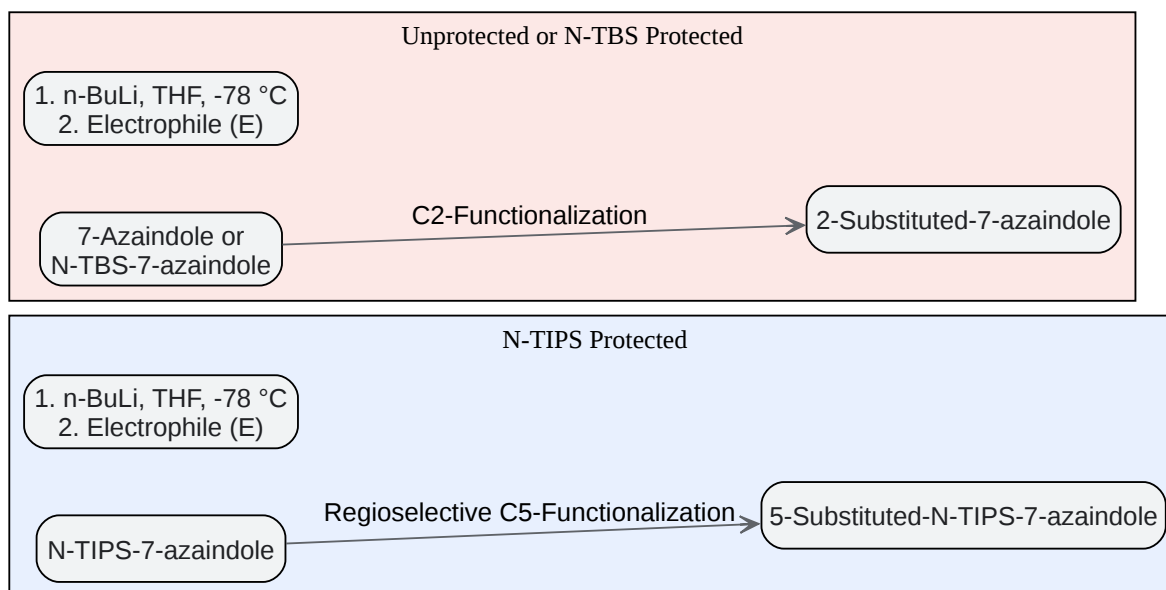 Unprotected or N-TBS Protected
1. n-BuLi, THF, -78 °C
2. Electrophile (E)
C2-Functionalization
7-Azaindole or
N-TBS-7-azaindole
2-Substituted-7-azaindole
N-TIPS Protected
1. n-BuLi, THF, -78 °C
2. Electrophile (E)
Regioselective C5-Functionalization
N-TIPS-7-azaindole
5-Substituted-N-TIPS-7-azaindole